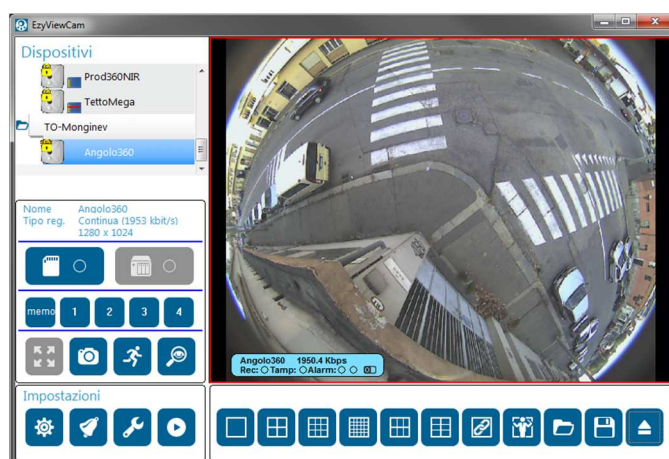 EzyViewCam
Dispositivi
Prod360NIR
TettoMega
TO-Monginev
Angolo360
Nome Angolo360
Tipo reg. Continua (1953 kbit/s)
1280 x 1024
memo 1 2 3 4
Angolo360 1950.4 Kbps
Rec: Tamp: Alarm:
Impostazioni